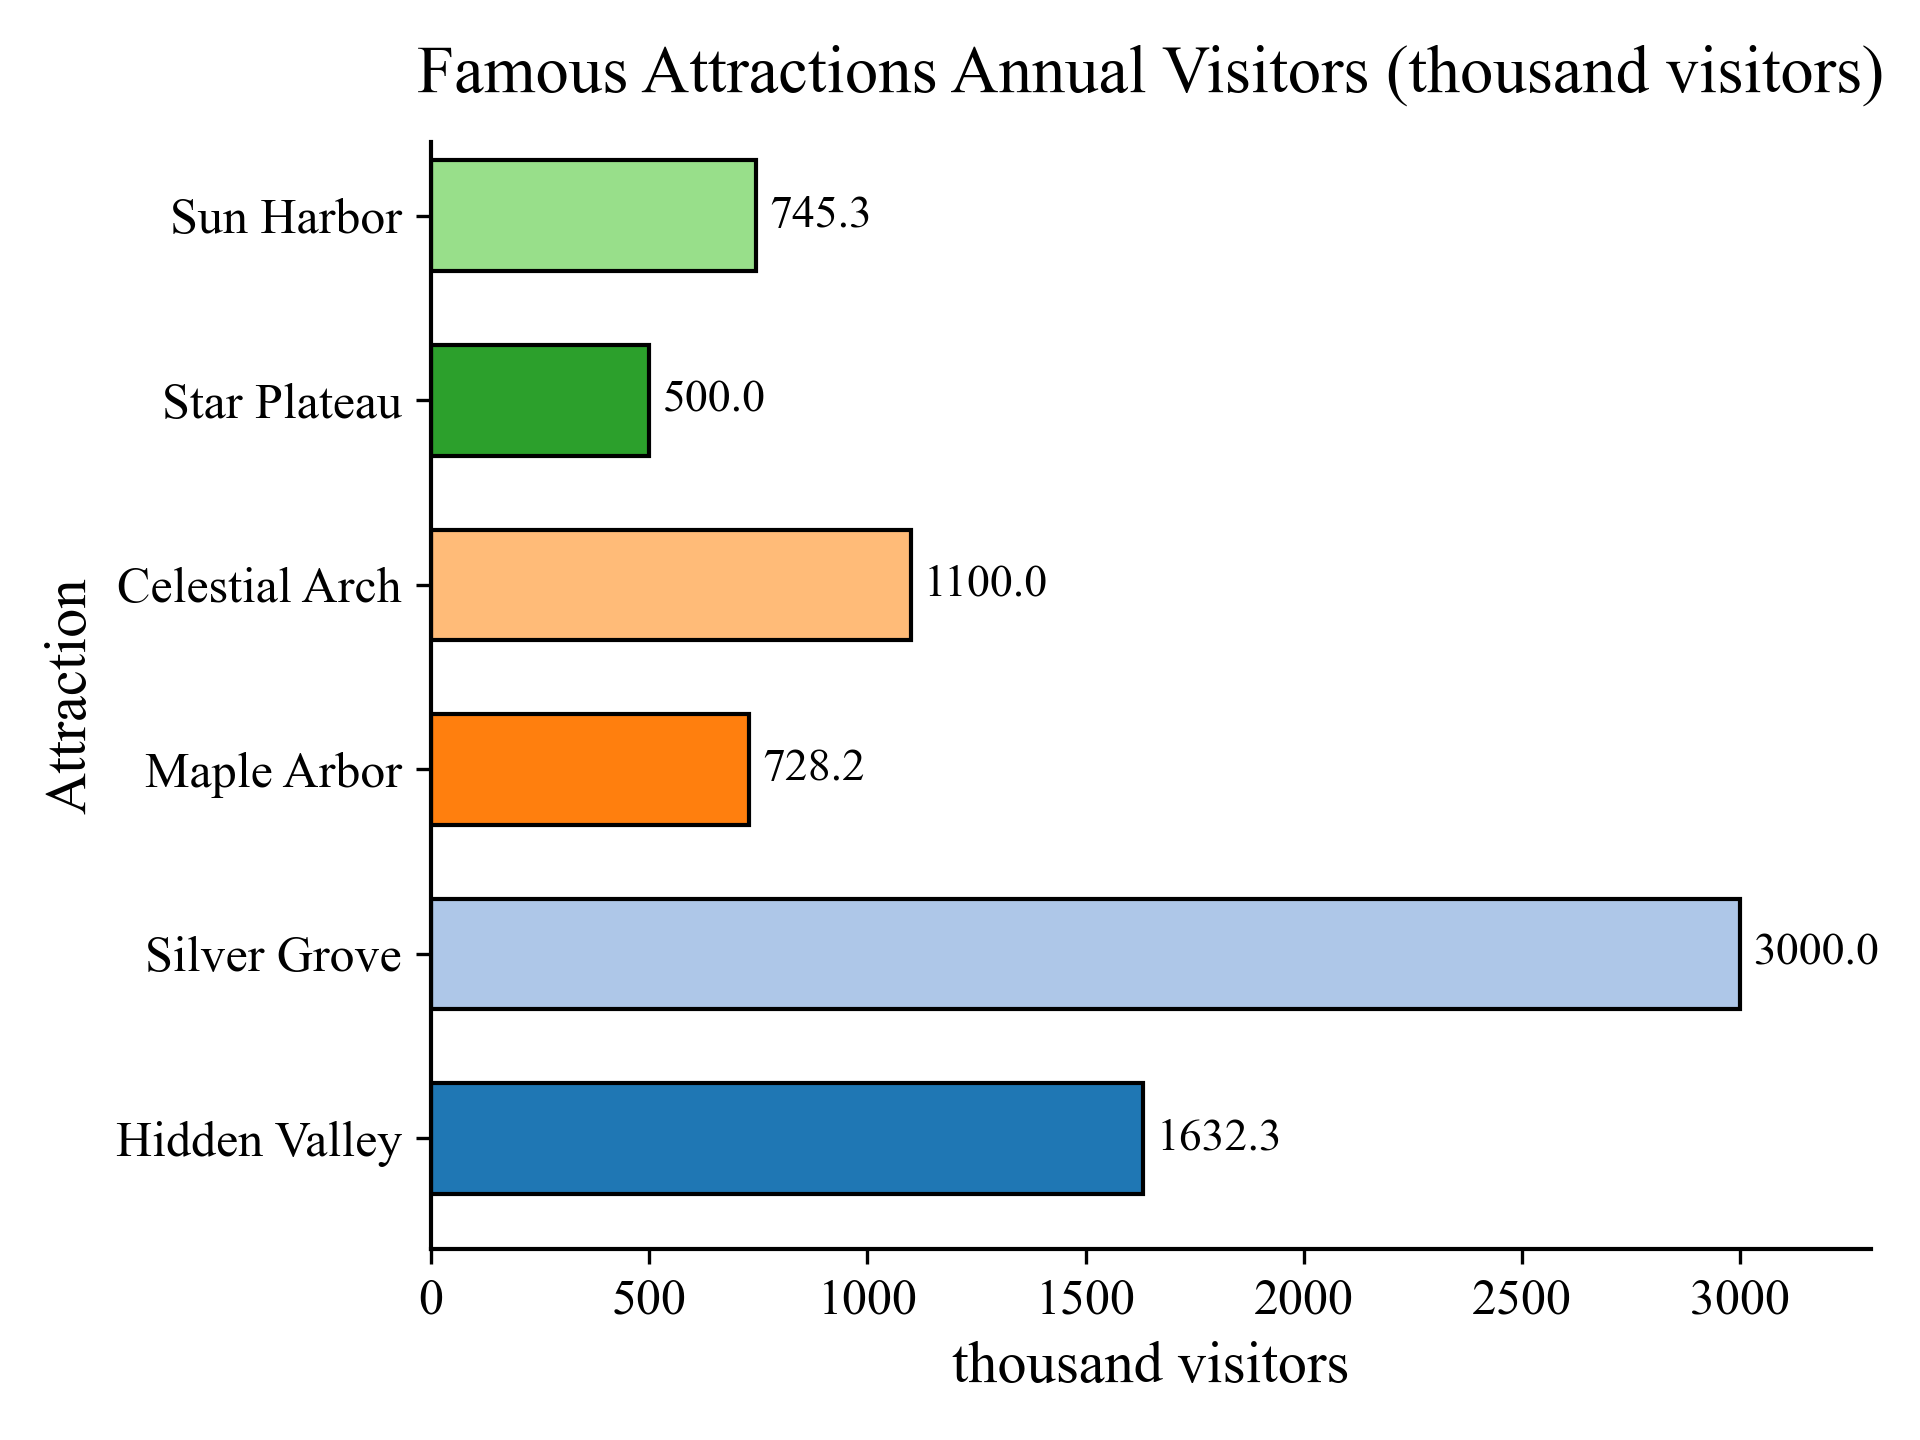 Famous Attractions Annual Visitors (thousand visitors)
Sun Harbor
745.3
Star Plateau
500.0
Celestial Arch
1100.0
Maple Arbor
728.2
Silver Grove
3000.0
Hidden Valley
1632.3
Attraction
0 500 1000 1500 2000 2500 3000
thousand visitors